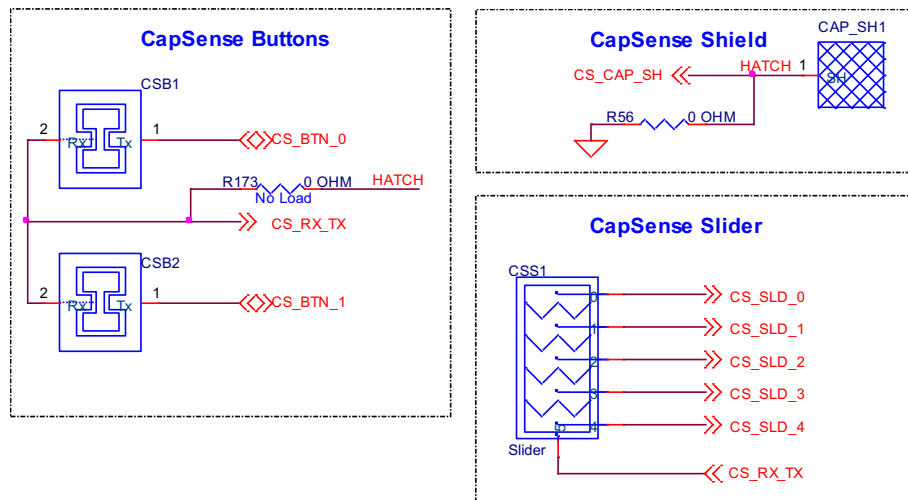 CapSense Buttons
CSB1
2 Rx Tx 1 CS_BTN_0
R173 0 OHM HATCH
No Load
CS_RX_TX
CSB2
2 Rx Tx 1 CS_BTN_1
CapSense Shield
CAP_SH1
CS_CAP_SH HATCH 1 SH
R56 0 OHM
CapSense Slider
CSS1
0 CS_SLD_0
1 CS_SLD_1
2 CS_SLD_2
3 CS_SLD_3
4 CS_SLD_4
Slider
CS_RX_TX